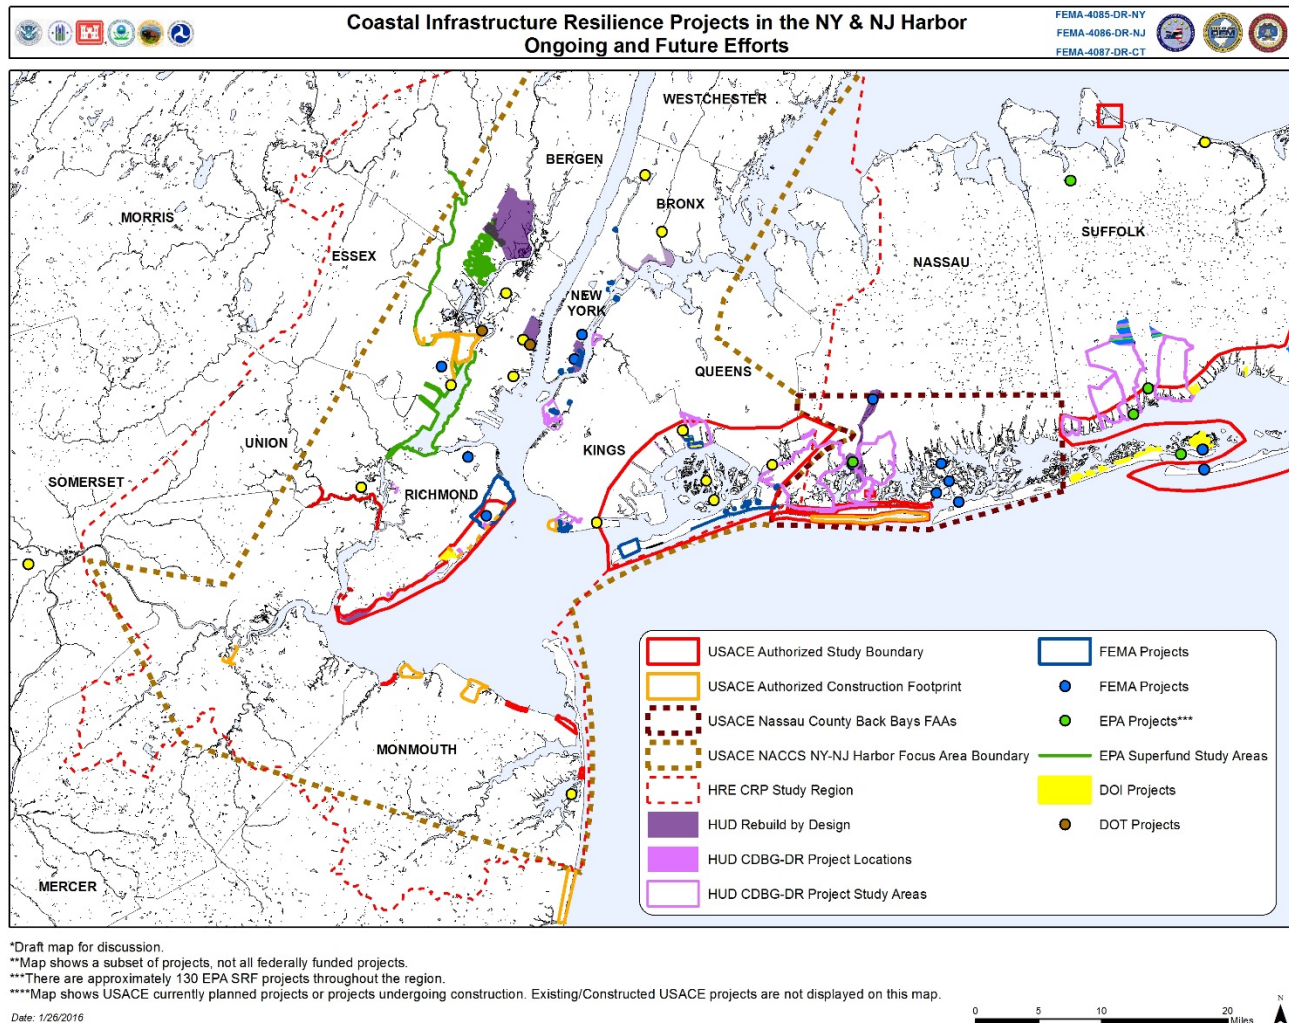 Coastal Infrastructure Resilience Projects in the NY & NJ Harbor
Ongoing and Future Efforts
FEMA-4085-DR-NY
FEMA-4086-DR-NJ
FEMA-4087-DR-CT
WESTCHESTER
BERGEN
MORRIS
BRONX
ESSEX
SUFFOLK
NASSAU
NEW
YORK
QUEENS
UNION
KINGS
SOMERSET
RICHMOND
MONMOUTH
MERCER
USACE Authorized Study Boundary
USACE Authorized Construction Footprint
USACE Nassau County Back Bays FAAs
USACE NACCS NY-NJ Harbor Focus Area Boundary
HRE CRP Study Region
HUD Rebuild by Design
HUD CDBG-DR Project Locations
HUD CDBG-DR Project Study Areas
FEMA Projects
FEMA Projects
EPA Projects***
EPA Superfund Study Areas
DOI Projects
DOT Projects
*Draft map for discussion.
**Map shows a subset of projects, not all federally funded projects.
***There are approximately 130 EPA SRF projects throughout the region.
****Map shows USACE currently planned projects or projects undergoing construction. Existing/Constructed USACE projects are not displayed on this map.
Date: 1/26/2016
0 5 10 20
Miles
N